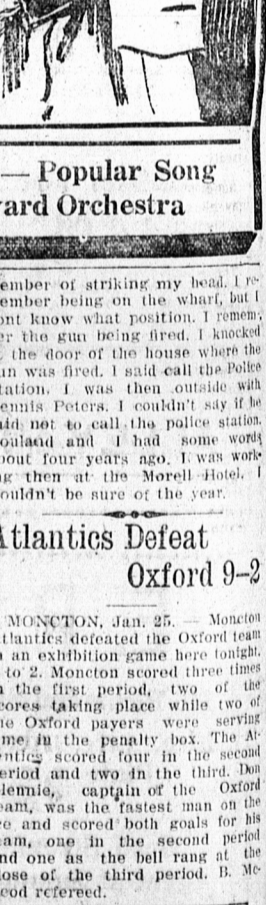 — Popular Song
ard Orchestra
ember of striking my head. I re-
ember being on the wharf, but I
ont know what position. I remem-
er the gun being fired. I knocked
the door of the house where the
un was fired. I said call the Police
tation. I was then outside with
ennis Peters. I couldn't say if he
aid not to call the police station.
ouland and I had some words
bout four years ago. I was work-
ng then at the Morell Hotel. I
ouldn't be sure of the year.
Atlantics Defeat
Oxford 9-2
MONCTON, Jan. 25. — Moncton
tlantics defeated the Oxford team
n an exhibition game here tonight,
to 2. Moncton scored three times
n the first period, two of the
cores taking place while two of
he Oxford payers were serving
ime in the penalty box. The At-
antics scored four in the second
eriod and two in the third. Don
lennie, captain of the Oxford
eam, was the fastest man on the
ce and scored both goals for his
eam, one in the second period
nd one as the bell rang at the
lose of the third period. B. Mc-
eod refereed.